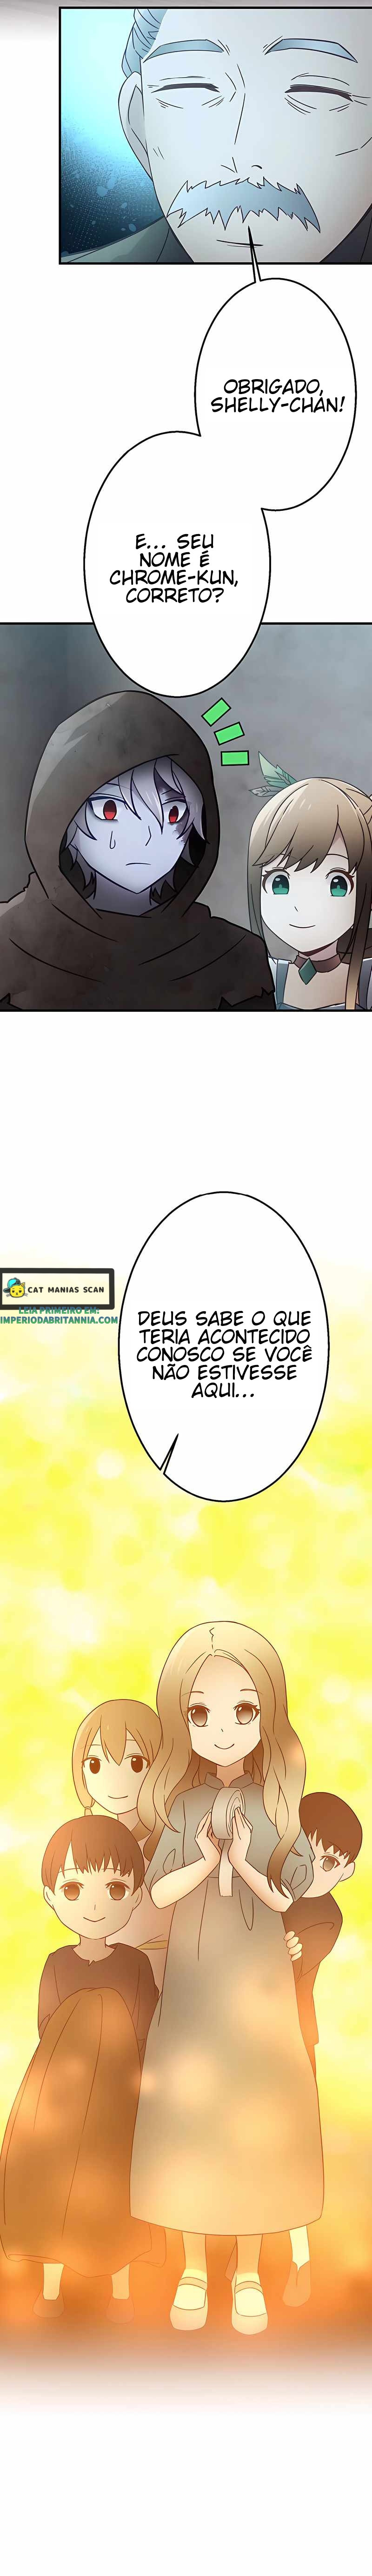 OBRIGADO,
SHELLY-CHAN!
E... SEU
NOME É
CHROME-KUN,
CORRETO?
CAT MANIAS SCAN
LEIA PRIMEIRO EM:
IMPERIODABRITANNIA.COM
DEUS SABE O QUE
TERIA ACONTECIDO
CONOSCO SE VOCÊ
NÃO ESTIVESSE
AQUI...